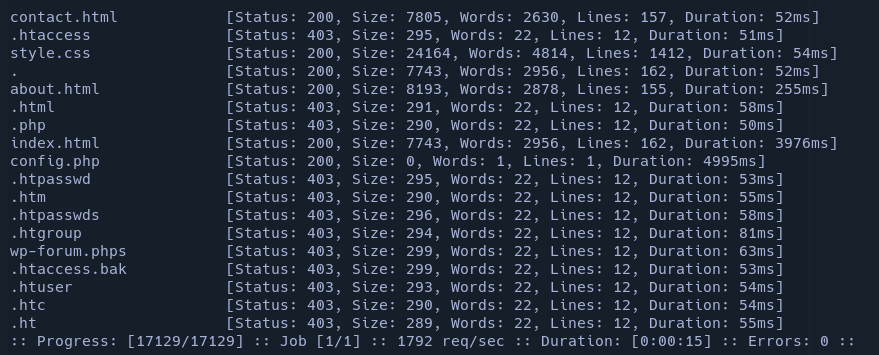 contact.html [Status: 200, Size: 7805, Words: 2630, Lines: 157, Duration: 52ms]
.htaccess [Status: 403, Size: 295, Words: 22, Lines: 12, Duration: 51ms]
style.css [Status: 200, Size: 24164, Words: 4814, Lines: 1412, Duration: 54ms]
. [Status: 200, Size: 7743, Words: 2956, Lines: 162, Duration: 52ms]
about.html [Status: 200, Size: 8193, Words: 2878, Lines: 155, Duration: 255ms]
.html [Status: 403, Size: 291, Words: 22, Lines: 12, Duration: 58ms]
.php [Status: 403, Size: 290, Words: 22, Lines: 12, Duration: 50ms]
index.html [Status: 200, Size: 7743, Words: 2956, Lines: 162, Duration: 3976ms]
config.php [Status: 200, Size: 0, Words: 1, Lines: 1, Duration: 4995ms]
.htpasswd [Status: 403, Size: 295, Words: 22, Lines: 12, Duration: 53ms]
.htm [Status: 403, Size: 290, Words: 22, Lines: 12, Duration: 55ms]
.htpasswds [Status: 403, Size: 296, Words: 22, Lines: 12, Duration: 58ms]
.htgroup [Status: 403, Size: 294, Words: 22, Lines: 12, Duration: 81ms]
wp-forum.phps [Status: 403, Size: 299, Words: 22, Lines: 12, Duration: 63ms]
.htaccess.bak [Status: 403, Size: 299, Words: 22, Lines: 12, Duration: 53ms]
.htuser [Status: 403, Size: 293, Words: 22, Lines: 12, Duration: 54ms]
.htc [Status: 403, Size: 290, Words: 22, Lines: 12, Duration: 54ms]
.ht [Status: 403, Size: 289, Words: 22, Lines: 12, Duration: 55ms]
:: Progress: [17129/17129] :: Job [1/1] :: 1792 req/sec :: Duration: [0:00:15] :: Errors: 0 ::